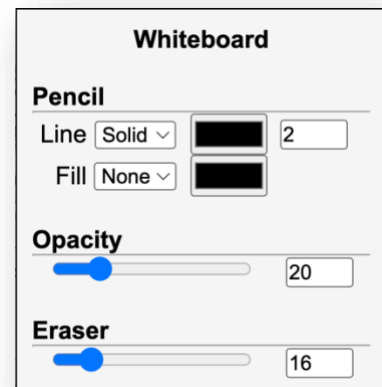 Whiteboard
Pencil
Line Solid 2
Fill None
Opacity
20
Eraser
16